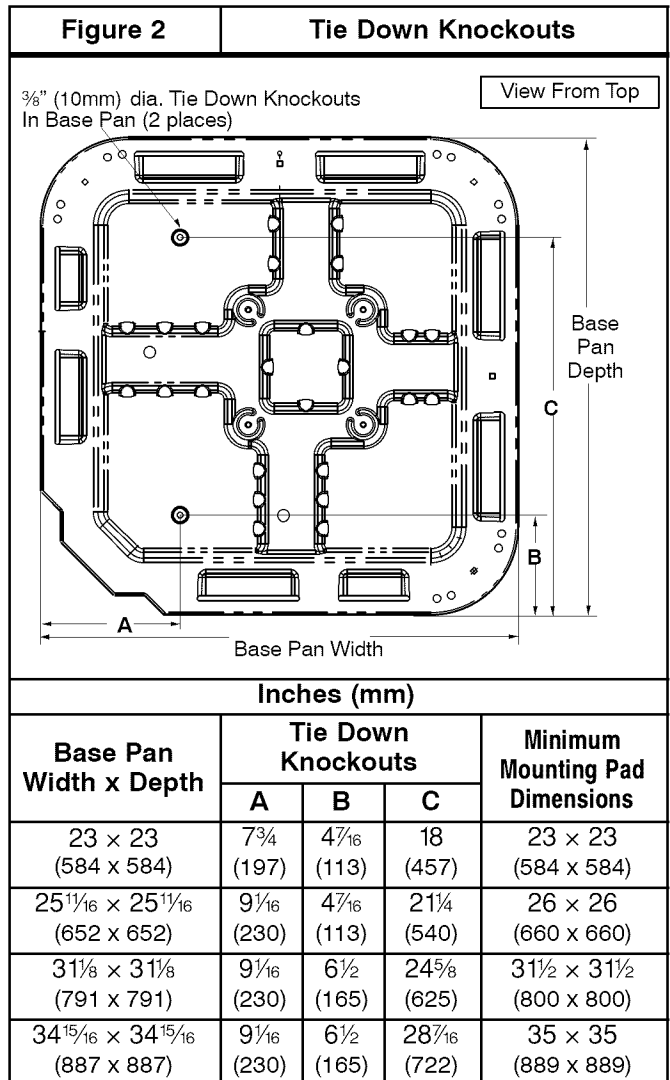 Figure 2
Tie Down Knockouts
View From Top
⅜" (10mm) dia. Tie Down Knockouts
In Base Pan (2 places)
Base
Pan
Depth
C
B
A
Base Pan Width
Inches (mm)
Base Pan
Width x Depth
Tie Down
Knockouts
Minimum
Mounting Pad
Dimensions
A B C
23 × 23 7¾ 4⁷⁄₁₆ 18 23 × 23
(584 x 584) (197) (113) (457) (584 x 584)
25¹¹⁄₁₆ × 25¹¹⁄₁₆ 9¹⁄₁₆ 4⁷⁄₁₆ 21¼ 26 × 26
(652 x 652) (230) (113) (540) (660 x 660)
31⅛ × 31⅛ 9¹⁄₁₆ 6½ 24⅝ 31½ × 31½
(791 x 791) (230) (165) (625) (800 x 800)
34¹⁵⁄₁₆ × 34¹⁵⁄₁₆ 9¹⁄₁₆ 6½ 28⁷⁄₁₆ 35 × 35
(887 x 887) (230) (165) (722) (889 x 889)